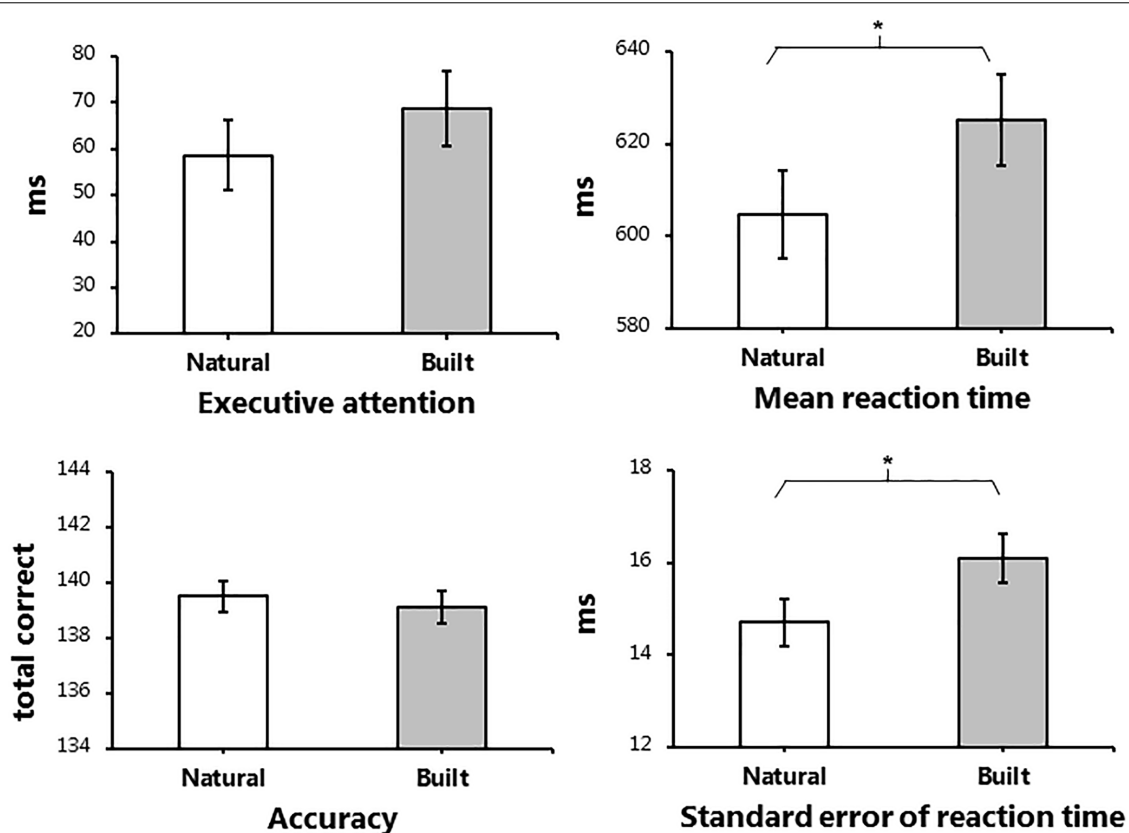 80
70
60
50
40
30
20
ms
Natural Built
Executive attention
*
640
620
600
580
ms
Natural Built
Mean reaction time
144
142
140
138
136
134
total correct
Natural Built
Accuracy
*
18
16
14
12
ms
Natural Built
Standard error of reaction time